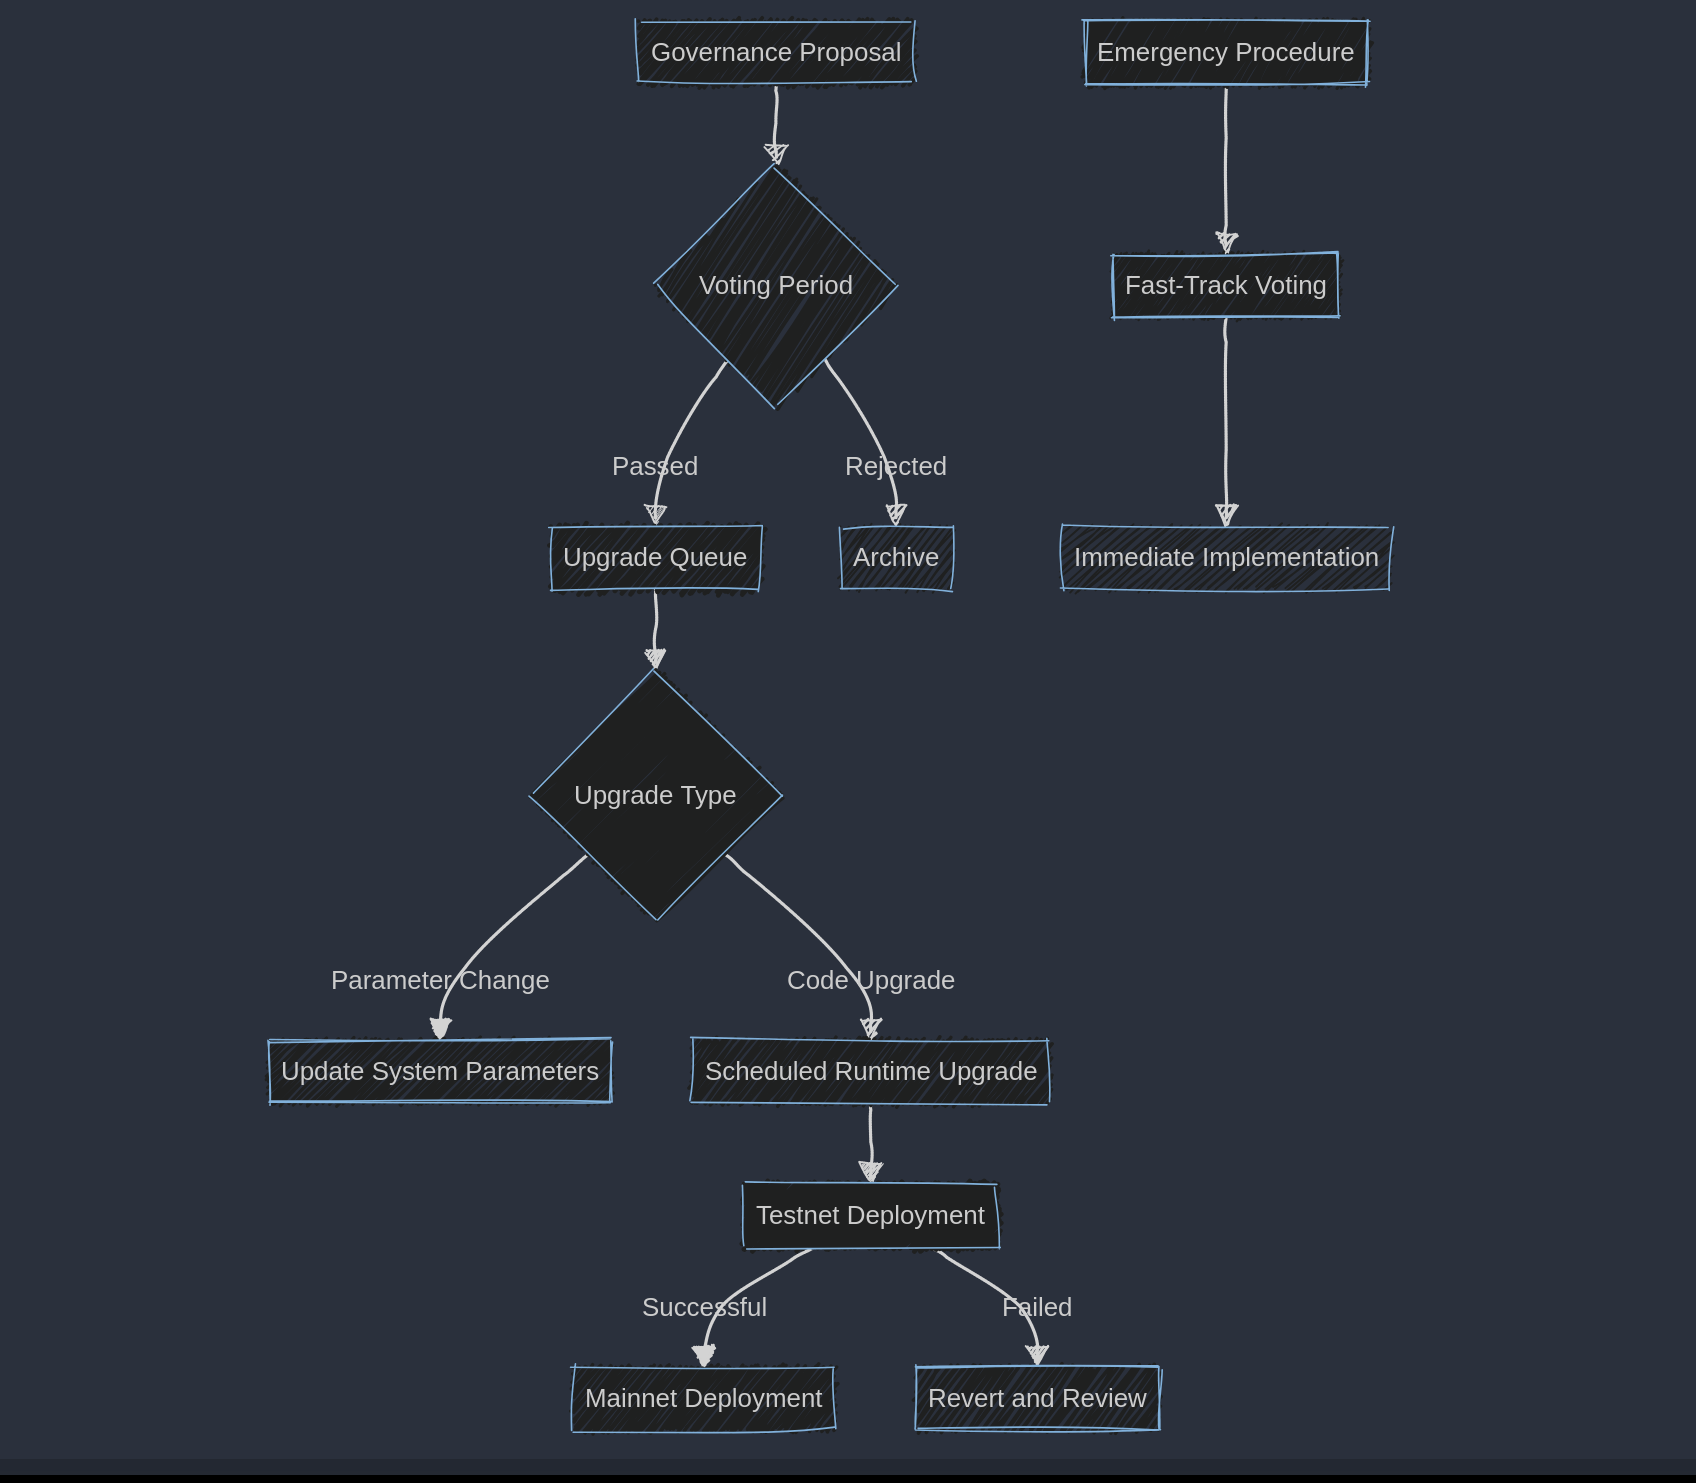 Governance Proposal
Emergency Procedure
Voting Period
Fast-Track Voting
Passed
Rejected
Upgrade Queue
Archive
Immediate Implementation
Upgrade Type
Parameter Change
Code Upgrade
Update System Parameters
Scheduled Runtime Upgrade
Testnet Deployment
Successful
Failed
Mainnet Deployment
Revert and Review